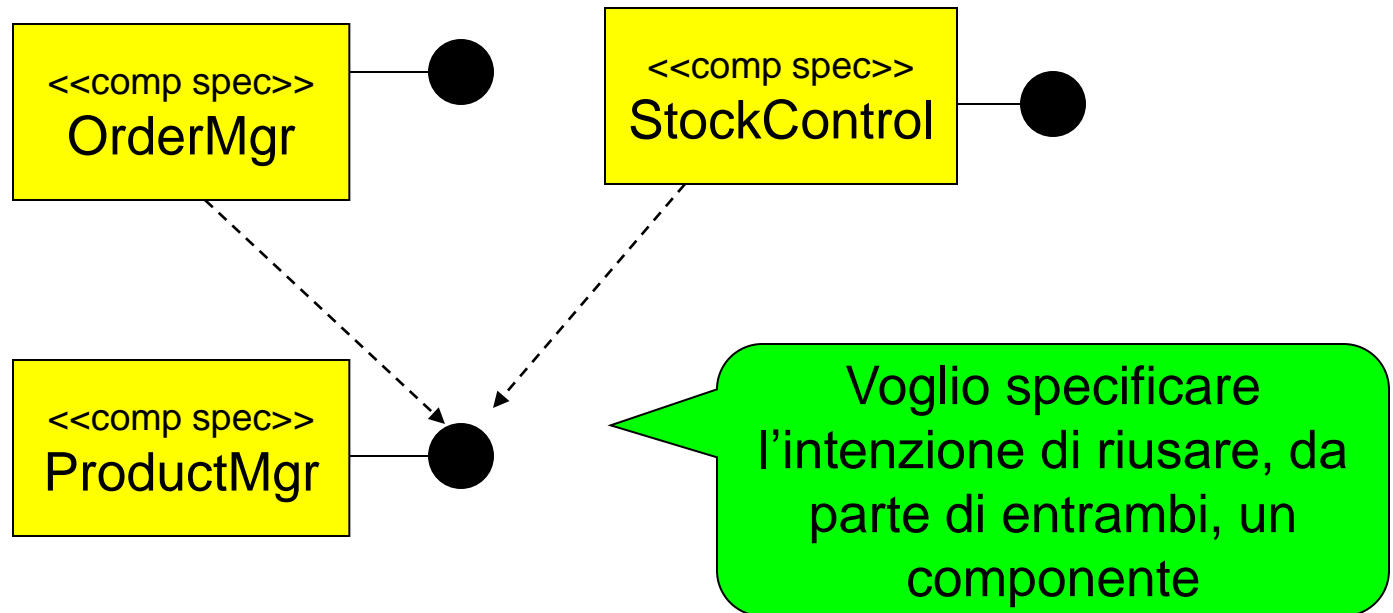 <<comp spec>>
OrderMgr
<<comp spec>>
StockControl
<<comp spec>>
ProductMgr
Voglio specificare
l’intenzione di riusare, da
parte di entrambi, un
componente